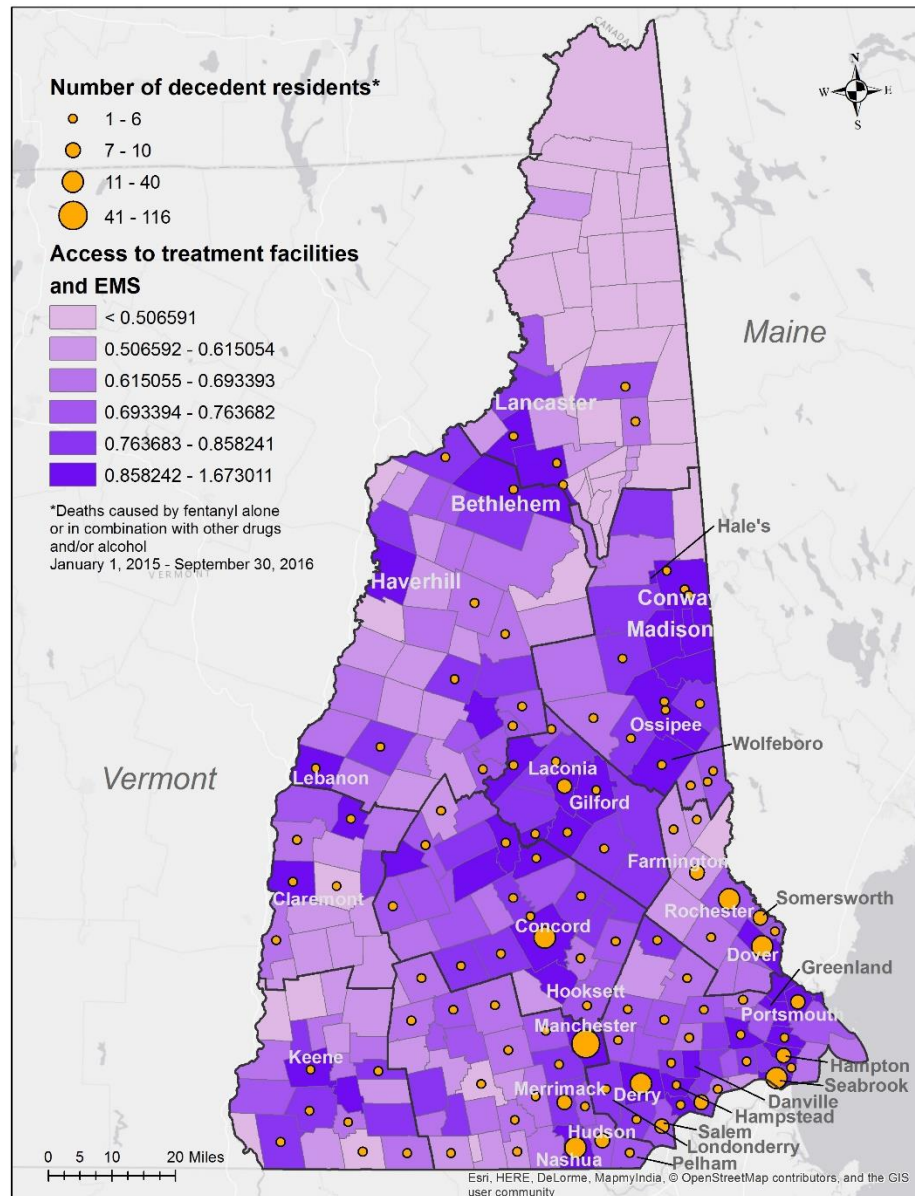 CANADA
N
W
E
S
Number of decedent residents*
1 - 6
7 - 10
11 - 40
41 - 116
Access to treatment facilities
and EMS
< 0.506591
0.506592 - 0.615054
0.615055 - 0.693393
0.693394 - 0.763682
0.763683 - 0.858241
0.858242 - 1.673011
*Deaths caused by fentanyl alone
or in combination with other drugs
and/or alcohol
January 1, 2015 - September 30, 2016
VERMONT
Maine
Lancaster
Bethlehem
Hale's
Haverhill
Conway
Madison
Ossipee
Wolfeboro
Vermont
Lebanon
Laconia
Gilford
Farmington
Claremont
Rochester
Somersworth
Concord
Dover
Greenland
Hooksett
Portsmouth
Manchester
Keene
Hampton
Merrimack
Derry
Seabrook
Danville
Hampstead
Hudson
Salem
Londonderry
Nashua
Pelham
0 5 10 20 Miles
Esri, HERE, DeLorme, MapmyIndia, © OpenStreetMap contributors, and the GIS
user community